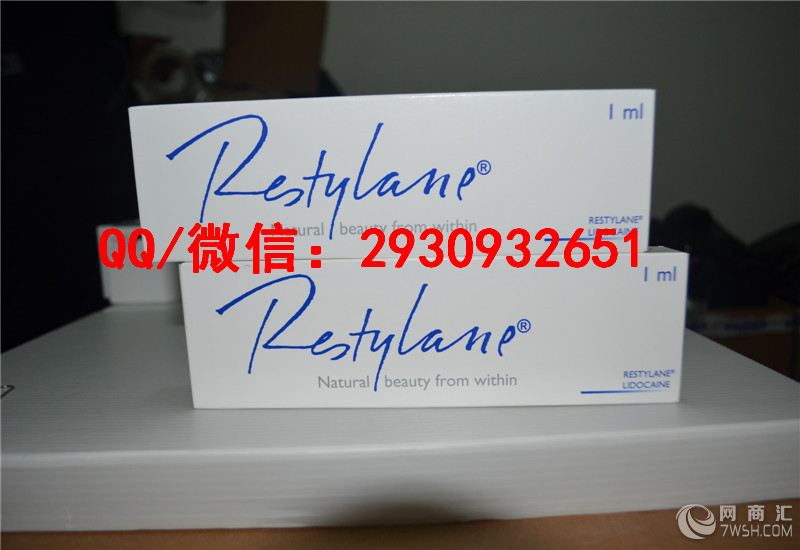 Restylane®
1 ml
Natural beauty from within
RESTYLANE®
LIDOCAINE
QQ/微信：2930932651
Restylane®
1 ml
Natural beauty from within
RESTYLANE®
LIDOCAINE
网商汇
7WSH.COM